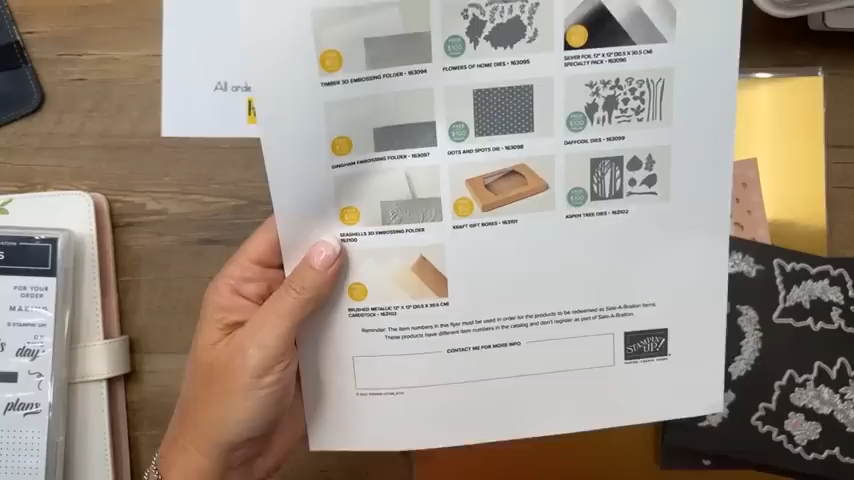 TIMBER 3D EMBOSSING FOLDER • 163094
FLOWERS OF HOME DIES • 163095
SILVER FOIL 12" X 12" (30.5 X 30.5 CM)
SPECIALTY PACK • 163096
GINGHAM EMBOSSING FOLDER • 163097
DOTS AND SPOTS DIE • 163098
DAFFODIL DIES • 163099
SEASHELLS 3D EMBOSSING FOLDER
163100
KRAFT GIFT BOXES • 163101
ASPEN TREE DIES • 163102
BRUSHED METALLIC 12" X 12" (30.5 X 30.5 CM)
CARDSTOCK • 163103
Reminder: The item numbers in this flyer must be used in order for the products to be redeemed as Sale-A-Bration items.
These products have different item numbers in the catalog and don't register as part of Sale-A-Bration.
CONTACT ME FOR MORE INFO
STAMPIN' UP!
All orde
FOR YOUR
ORDER
day
plans